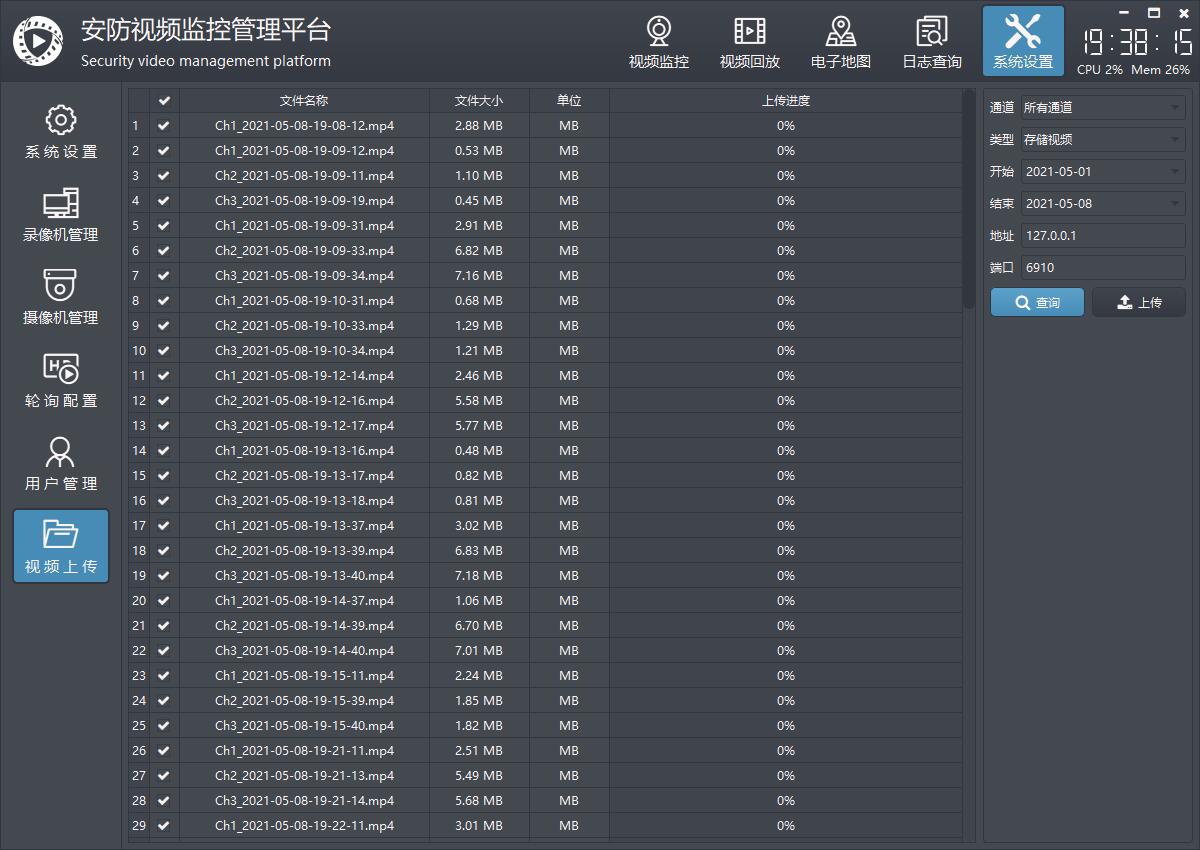 安防视频监控管理平台
Security video management platform
视频监控 视频回放 电子地图 日志查询 系统设置
19:38:15
CPU 2% Mem 26%
系统设置
录像机管理
摄像机管理
轮询配置
用户管理
视频上传
文件名称 文件大小 单位 上传进度
1 Ch1_2021-05-08-19-08-12.mp4 2.88 MB MB 0%
2 Ch1_2021-05-08-19-09-12.mp4 0.53 MB MB 0%
3 Ch2_2021-05-08-19-09-11.mp4 1.10 MB MB 0%
4 Ch3_2021-05-08-19-09-19.mp4 0.45 MB MB 0%
5 Ch1_2021-05-08-19-09-31.mp4 2.91 MB MB 0%
6 Ch2_2021-05-08-19-09-33.mp4 6.82 MB MB 0%
7 Ch3_2021-05-08-19-09-34.mp4 7.16 MB MB 0%
8 Ch1_2021-05-08-19-10-31.mp4 0.68 MB MB 0%
9 Ch2_2021-05-08-19-10-33.mp4 1.29 MB MB 0%
10 Ch3_2021-05-08-19-10-34.mp4 1.21 MB MB 0%
11 Ch1_2021-05-08-19-12-14.mp4 2.46 MB MB 0%
12 Ch2_2021-05-08-19-12-16.mp4 5.58 MB MB 0%
13 Ch3_2021-05-08-19-12-17.mp4 5.77 MB MB 0%
14 Ch1_2021-05-08-19-13-16.mp4 0.48 MB MB 0%
15 Ch2_2021-05-08-19-13-17.mp4 0.82 MB MB 0%
16 Ch3_2021-05-08-19-13-18.mp4 0.81 MB MB 0%
17 Ch1_2021-05-08-19-13-37.mp4 3.02 MB MB 0%
18 Ch2_2021-05-08-19-13-39.mp4 6.83 MB MB 0%
19 Ch3_2021-05-08-19-13-40.mp4 7.18 MB MB 0%
20 Ch1_2021-05-08-19-14-37.mp4 1.06 MB MB 0%
21 Ch2_2021-05-08-19-14-39.mp4 6.70 MB MB 0%
22 Ch3_2021-05-08-19-14-40.mp4 7.01 MB MB 0%
23 Ch1_2021-05-08-19-15-11.mp4 2.24 MB MB 0%
24 Ch2_2021-05-08-19-15-39.mp4 1.85 MB MB 0%
25 Ch3_2021-05-08-19-15-40.mp4 1.82 MB MB 0%
26 Ch1_2021-05-08-19-21-11.mp4 2.51 MB MB 0%
27 Ch2_2021-05-08-19-21-13.mp4 5.49 MB MB 0%
28 Ch3_2021-05-08-19-21-14.mp4 5.68 MB MB 0%
29 Ch1_2021-05-08-19-22-11.mp4 3.01 MB MB 0%
通道 所有通道
类型 存储视频
开始 2021-05-01
结束 2021-05-08
地址 127.0.0.1
端口 6910
查询 上传